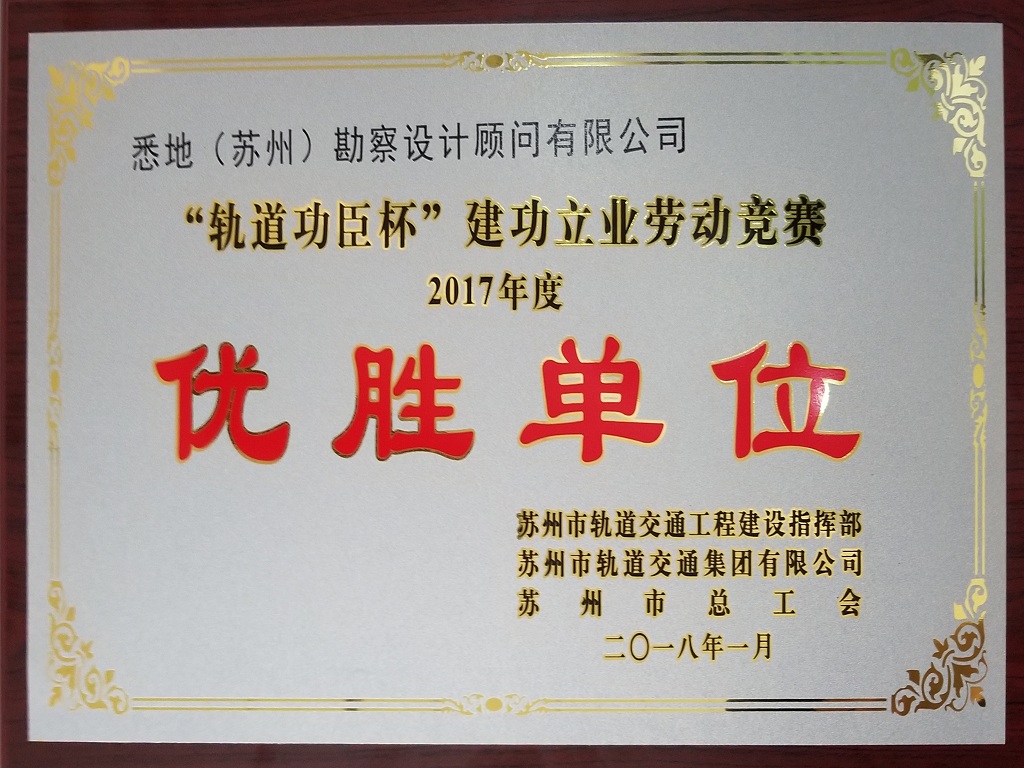 悉地（苏州）勘察设计顾问有限公司
“轨道功臣杯”建功立业劳动竞赛
2017年度
优胜单位
苏州市轨道交通工程建设指挥部
苏州市轨道交通集团有限公司
苏州市总工会
二〇一八年一月